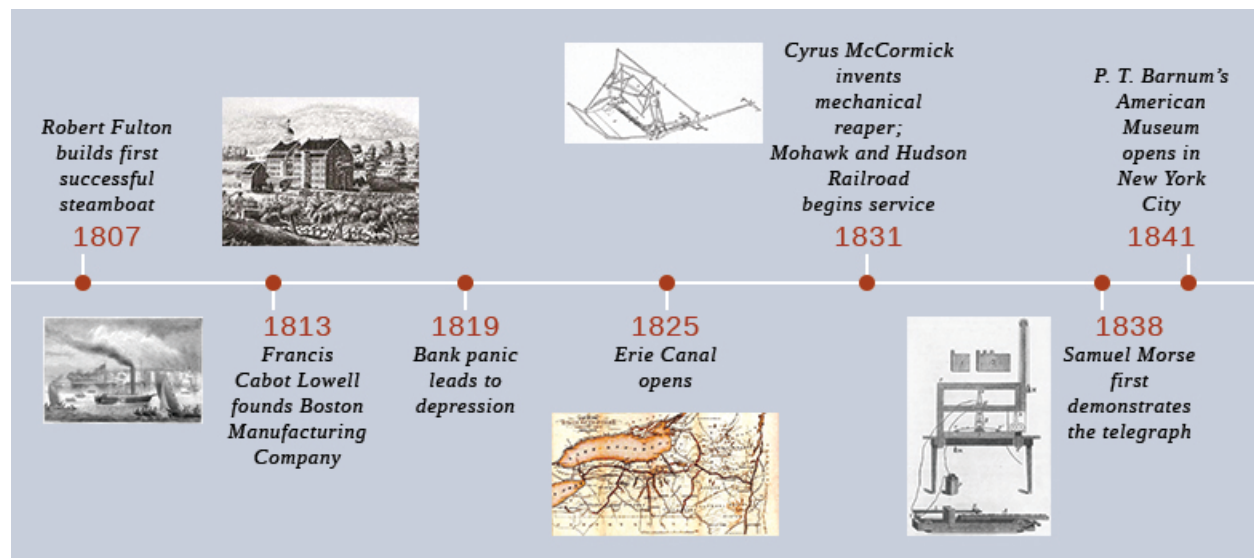 Robert Fulton
builds first
successful
steamboat
1807
1813
Francis
Cabot Lowell
founds Boston
Manufacturing
Company
1819
Bank panic
leads to
depression
1825
Erie Canal
opens
Cyrus McCormick
invents
mechanical
reaper;
Mohawk and Hudson
Railroad
begins service
1831
1838
Samuel Morse
first
demonstrates
the telegraph
P. T. Barnum's
American
Museum
opens in
New York
City
1841